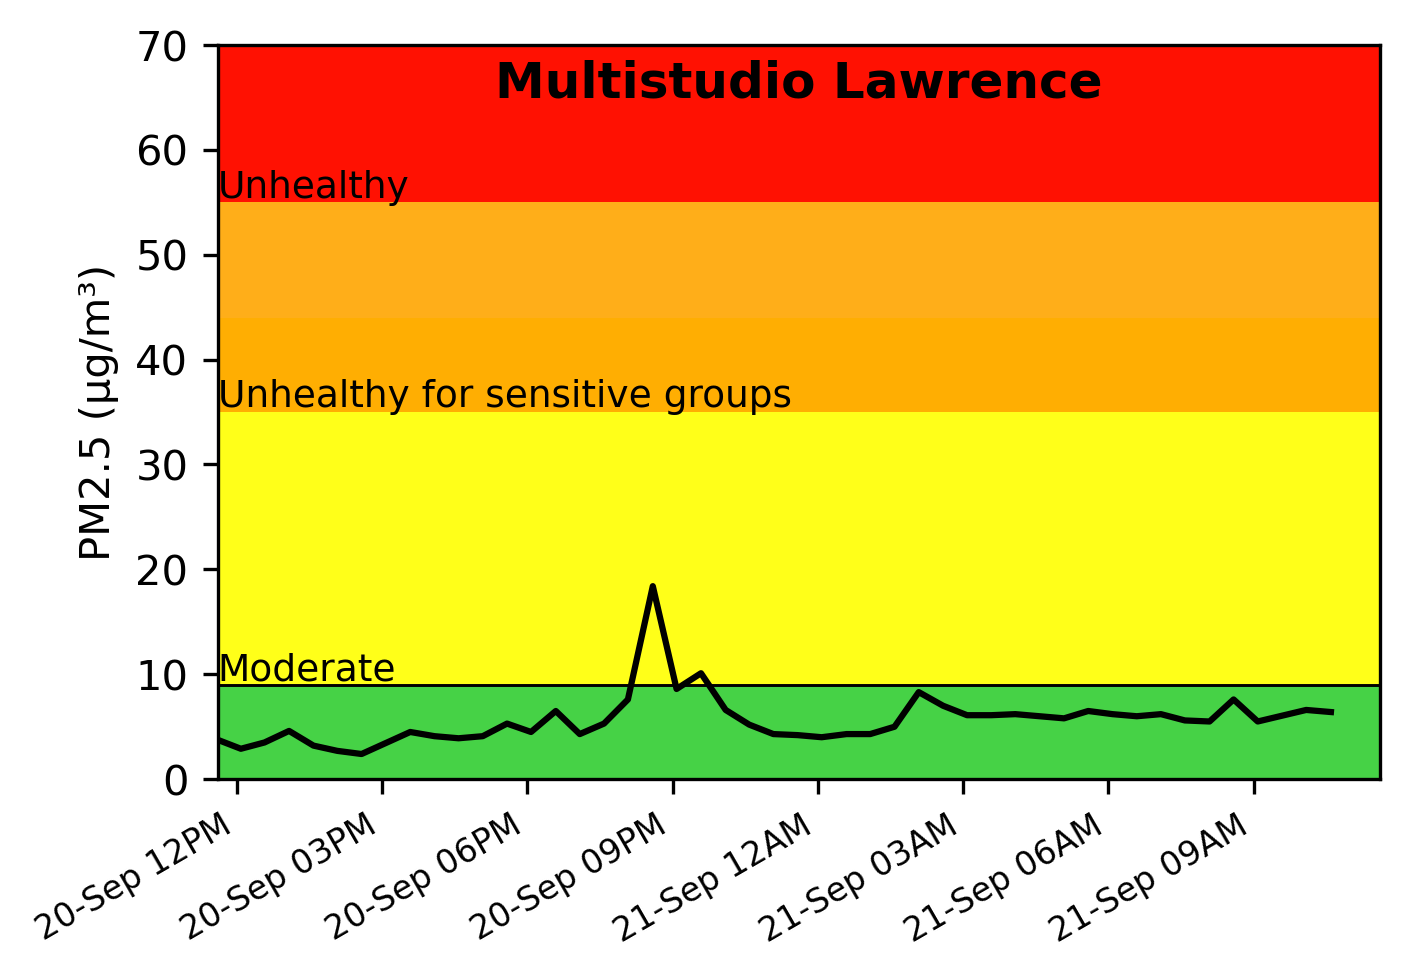 Multistudio Lawrence
PM2.5 (µg/m³)
70
60
Unhealthy
50
40
Unhealthy for sensitive groups
30
20
Moderate
10
0
20-Sep 12PM
20-Sep 03PM
20-Sep 06PM
20-Sep 09PM
21-Sep 12AM
21-Sep 03AM
21-Sep 06AM
21-Sep 09AM